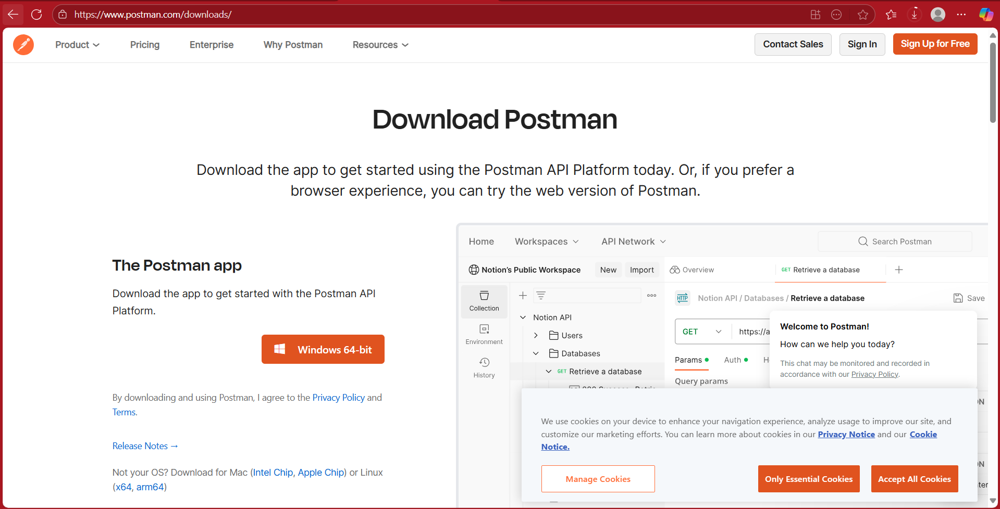 https://www.postman.com/downloads/
Product
Pricing
Enterprise
Why Postman
Resources
Contact Sales
Sign In
Sign Up for Free
Download Postman
Download the app to get started using the Postman API Platform today. Or, if you prefer a
browser experience, you can try the web version of Postman.
The Postman app
Download the app to get started with the Postman API
Platform.
Windows 64-bit
By downloading and using Postman, I agree to the Privacy Policy and
Terms.
Release Notes →
Not your OS? Download for Mac (Intel Chip, Apple Chip) or Linux
(x64, arm64)
Home
Workspaces
API Network
Search Postman
Notion's Public Workspace
New
Import
Overview
GET Retrieve a database
Collection
Environment
History
Notion API
Users
Databases
GET Retrieve a database
HTTP
Notion API / Databases / Retrieve a database
Save
GET
https://a
Params
Auth
Query params
Welcome to Postman!
How can we help you today?
This chat may be monitored and recorded in
accordance with our Privacy Policy.
We use cookies on your device to enhance your navigation experience, analyze usage to improve our site, and
customize our marketing efforts. You can learn more about cookies in our Privacy Notice and our Cookie
Notice.
Manage Cookies
Only Essential Cookies
Accept All Cookies